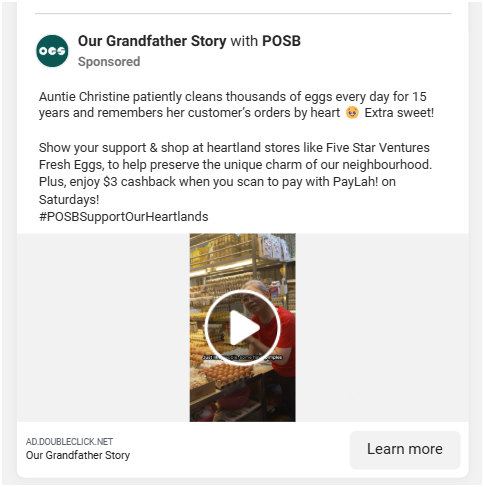 Our Grandfather Story with POSB
OGS
Sponsored
Auntie Christine patiently cleans thousands of eggs every day for 15
years and remembers her customer's orders by heart 🥹 Extra sweet!
Show your support & shop at heartland stores like Five Star Ventures
Fresh Eggs, to help preserve the unique charm of our neighbourhood.
Plus, enjoy $3 cashback when you scan to pay with PayLah! on
Saturdays!
#POSBSupportOurHeartlands
AD.DOUBLECLICK.NET
Our Grandfather Story
Learn more